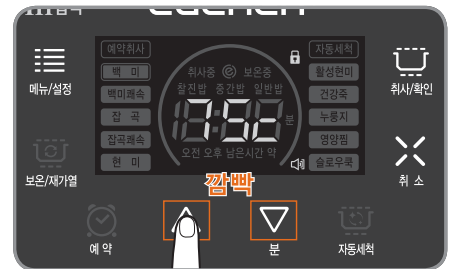 CUCHEN
메뉴/설정
보온/재가열
예약취사
백 미
백미쾌속
잡 곡
잡곡쾌속
현 미
취사중 보온중
찰진밥 중간밥 일반밥
75c
분
오전 오후 남은시간 약
자동세척
활성현미
건강죽
누룽지
영양찜
슬로우쿡
취사/확인
취 소
깜빡
예 약
분
자동세척